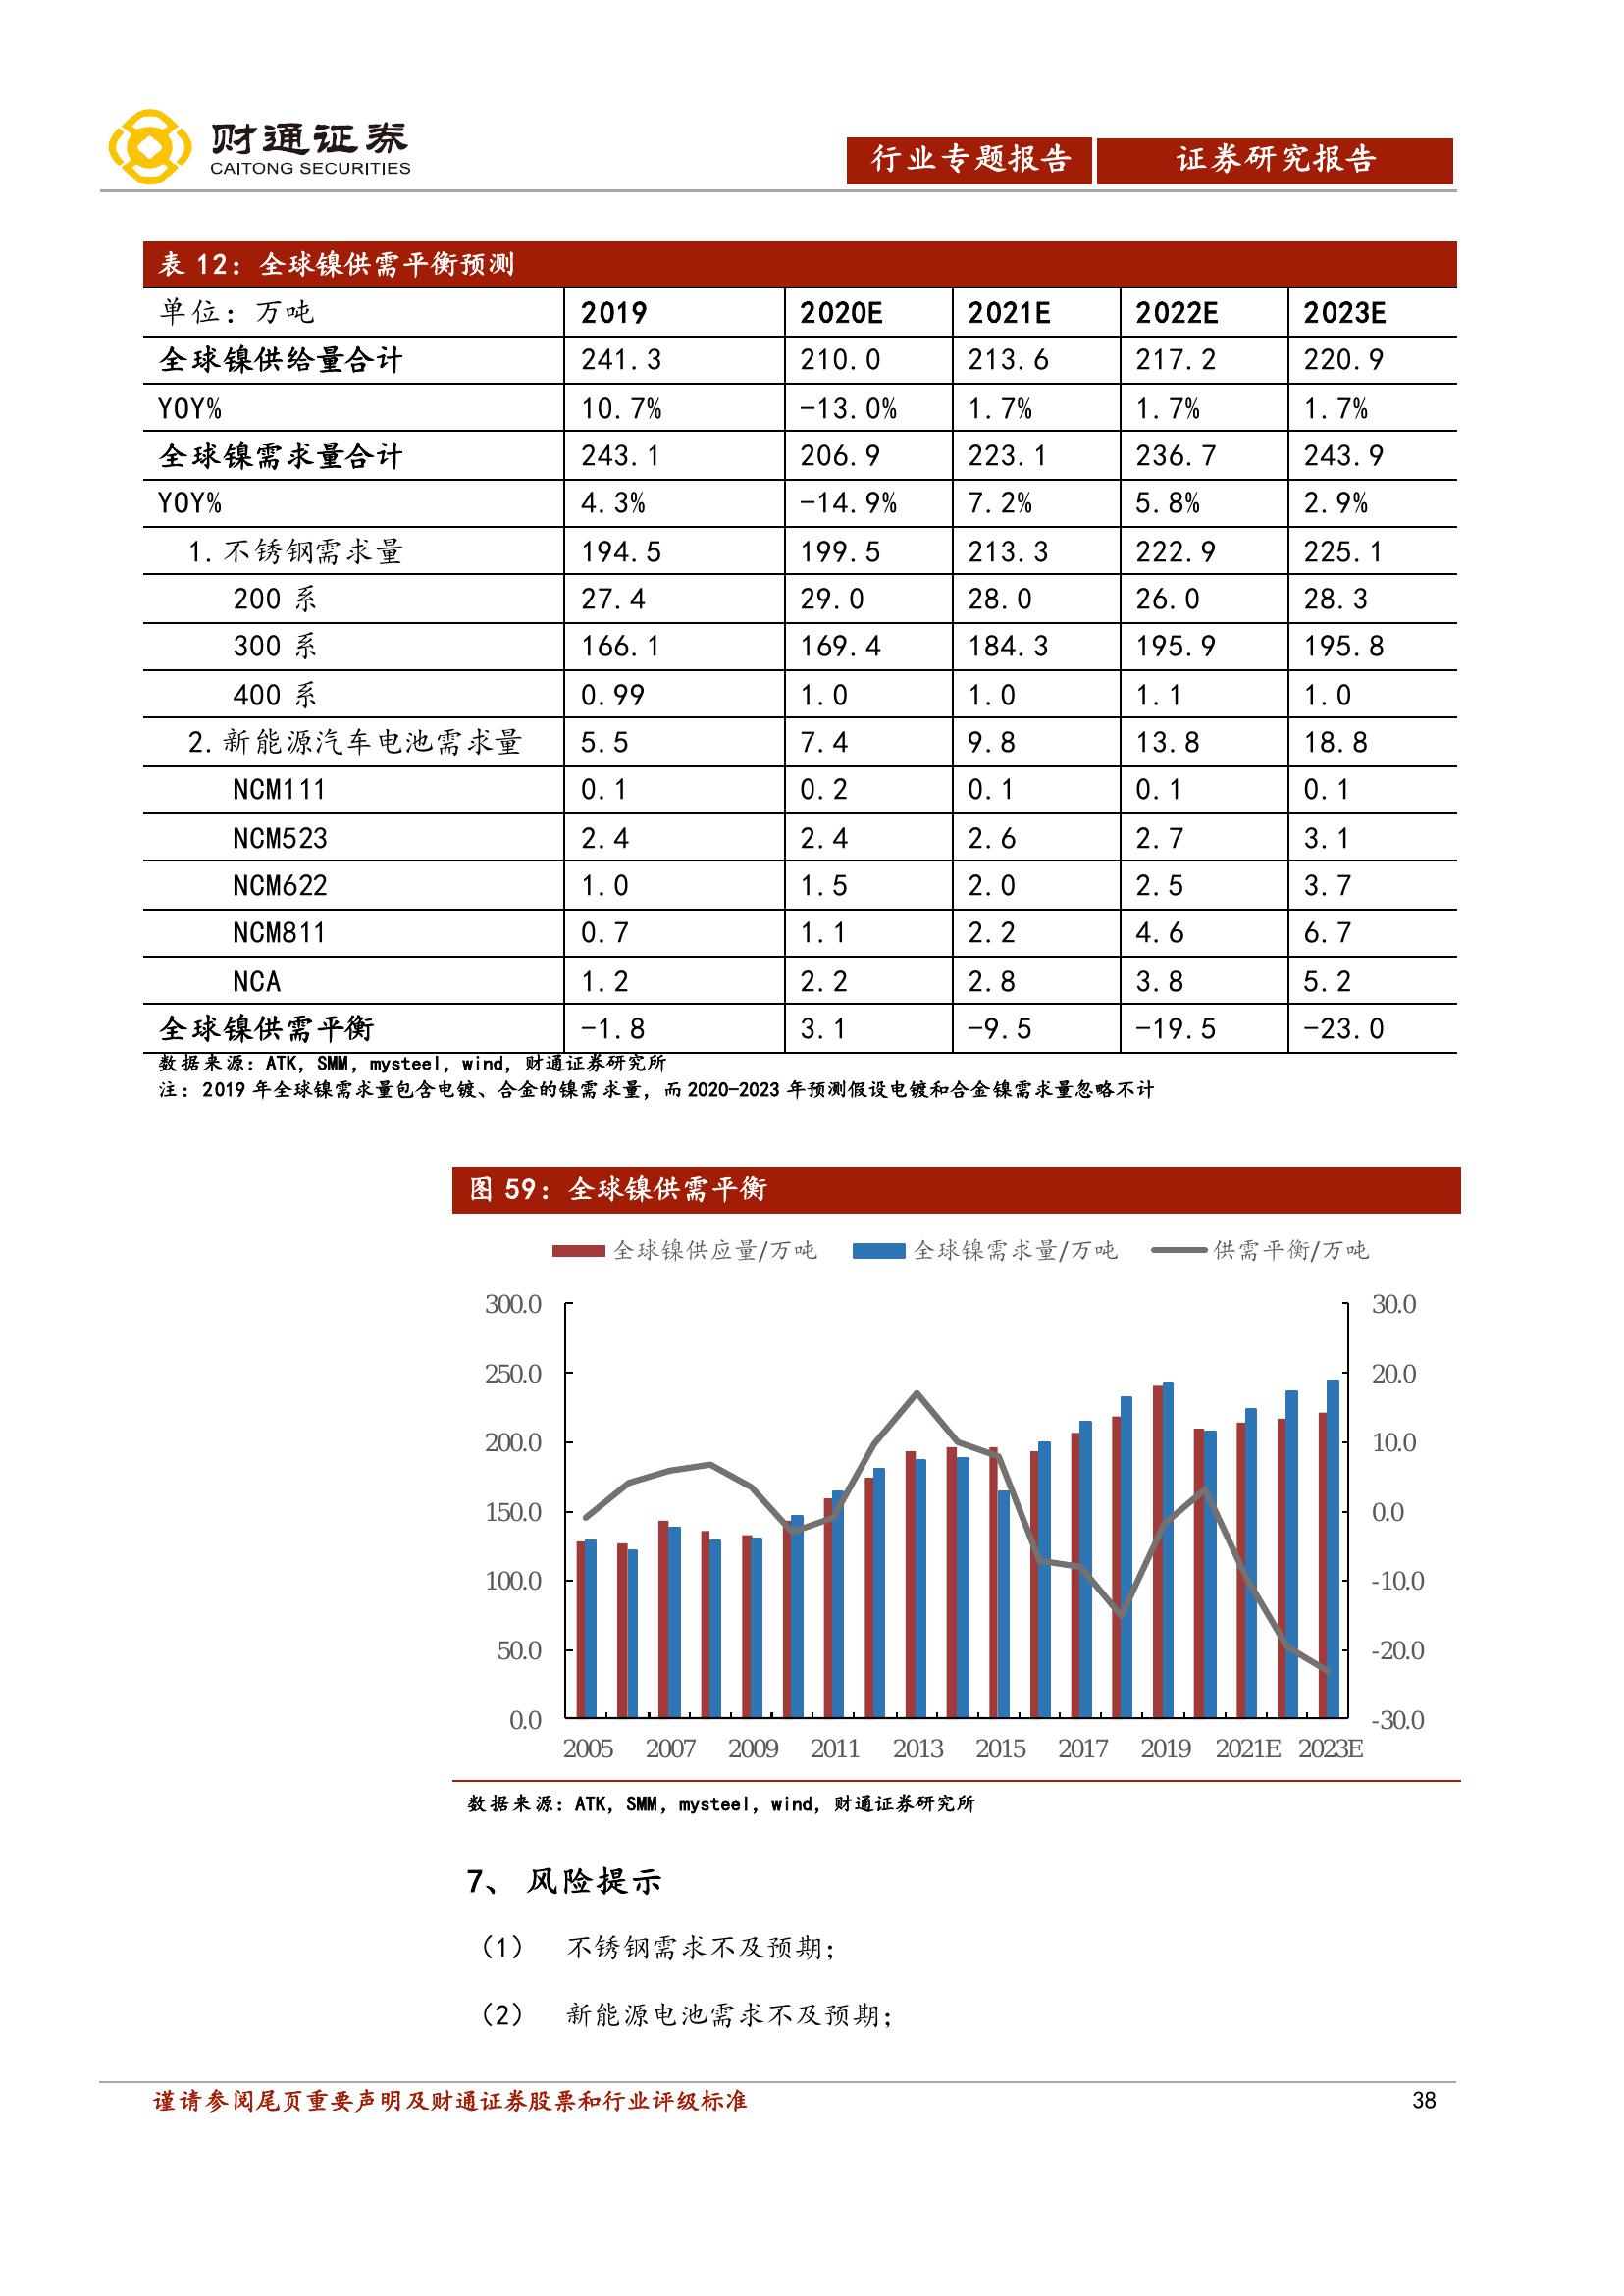 财通证券
CAITONG SECURITIES
行业专题报告 证券研究报告
表 12：全球镍供需平衡预测
单位：万吨 2019 2020E 2021E 2022E 2023E
全球镍供给量合计 241.3 210.0 213.6 217.2 220.9
YOY% 10.7% -13.0% 1.7% 1.7% 1.7%
全球镍需求量合计 243.1 206.9 223.1 236.7 243.9
YOY% 4.3% -14.9% 7.2% 5.8% 2.9%
1.不锈钢需求量 194.5 199.5 213.3 222.9 225.1
200 系 27.4 29.0 28.0 26.0 28.3
300 系 166.1 169.4 184.3 195.9 195.8
400 系 0.99 1.0 1.0 1.1 1.0
2.新能源汽车电池需求量 5.5 7.4 9.8 13.8 18.8
NCM111 0.1 0.2 0.1 0.1 0.1
NCM523 2.4 2.4 2.6 2.7 3.1
NCM622 1.0 1.5 2.0 2.5 3.7
NCM811 0.7 1.1 2.2 4.6 6.7
NCA 1.2 2.2 2.8 3.8 5.2
全球镍供需平衡 -1.8 3.1 -9.5 -19.5 -23.0
数据来源：ATK，SMM，mysteel，wind，财通证券研究所
注：2019 年全球镍需求量包含电镀、合金的镍需求量，而 2020-2023 年预测假设电镀和合金镍需求量忽略不计
图 59：全球镍供需平衡
全球镍供应量/万吨 全球镍需求量/万吨 供需平衡/万吨
300.0 30.0
250.0 20.0
200.0 10.0
150.0 0.0
100.0 -10.0
50.0 -20.0
0.0 -30.0
2005 2007 2009 2011 2013 2015 2017 2019 2021E 2023E
数据来源：ATK，SMM，mysteel，wind，财通证券研究所
7、 风险提示
（1） 不锈钢需求不及预期；
（2） 新能源电池需求不及预期；
谨请参阅尾页重要声明及财通证券股票和行业评级标准 38